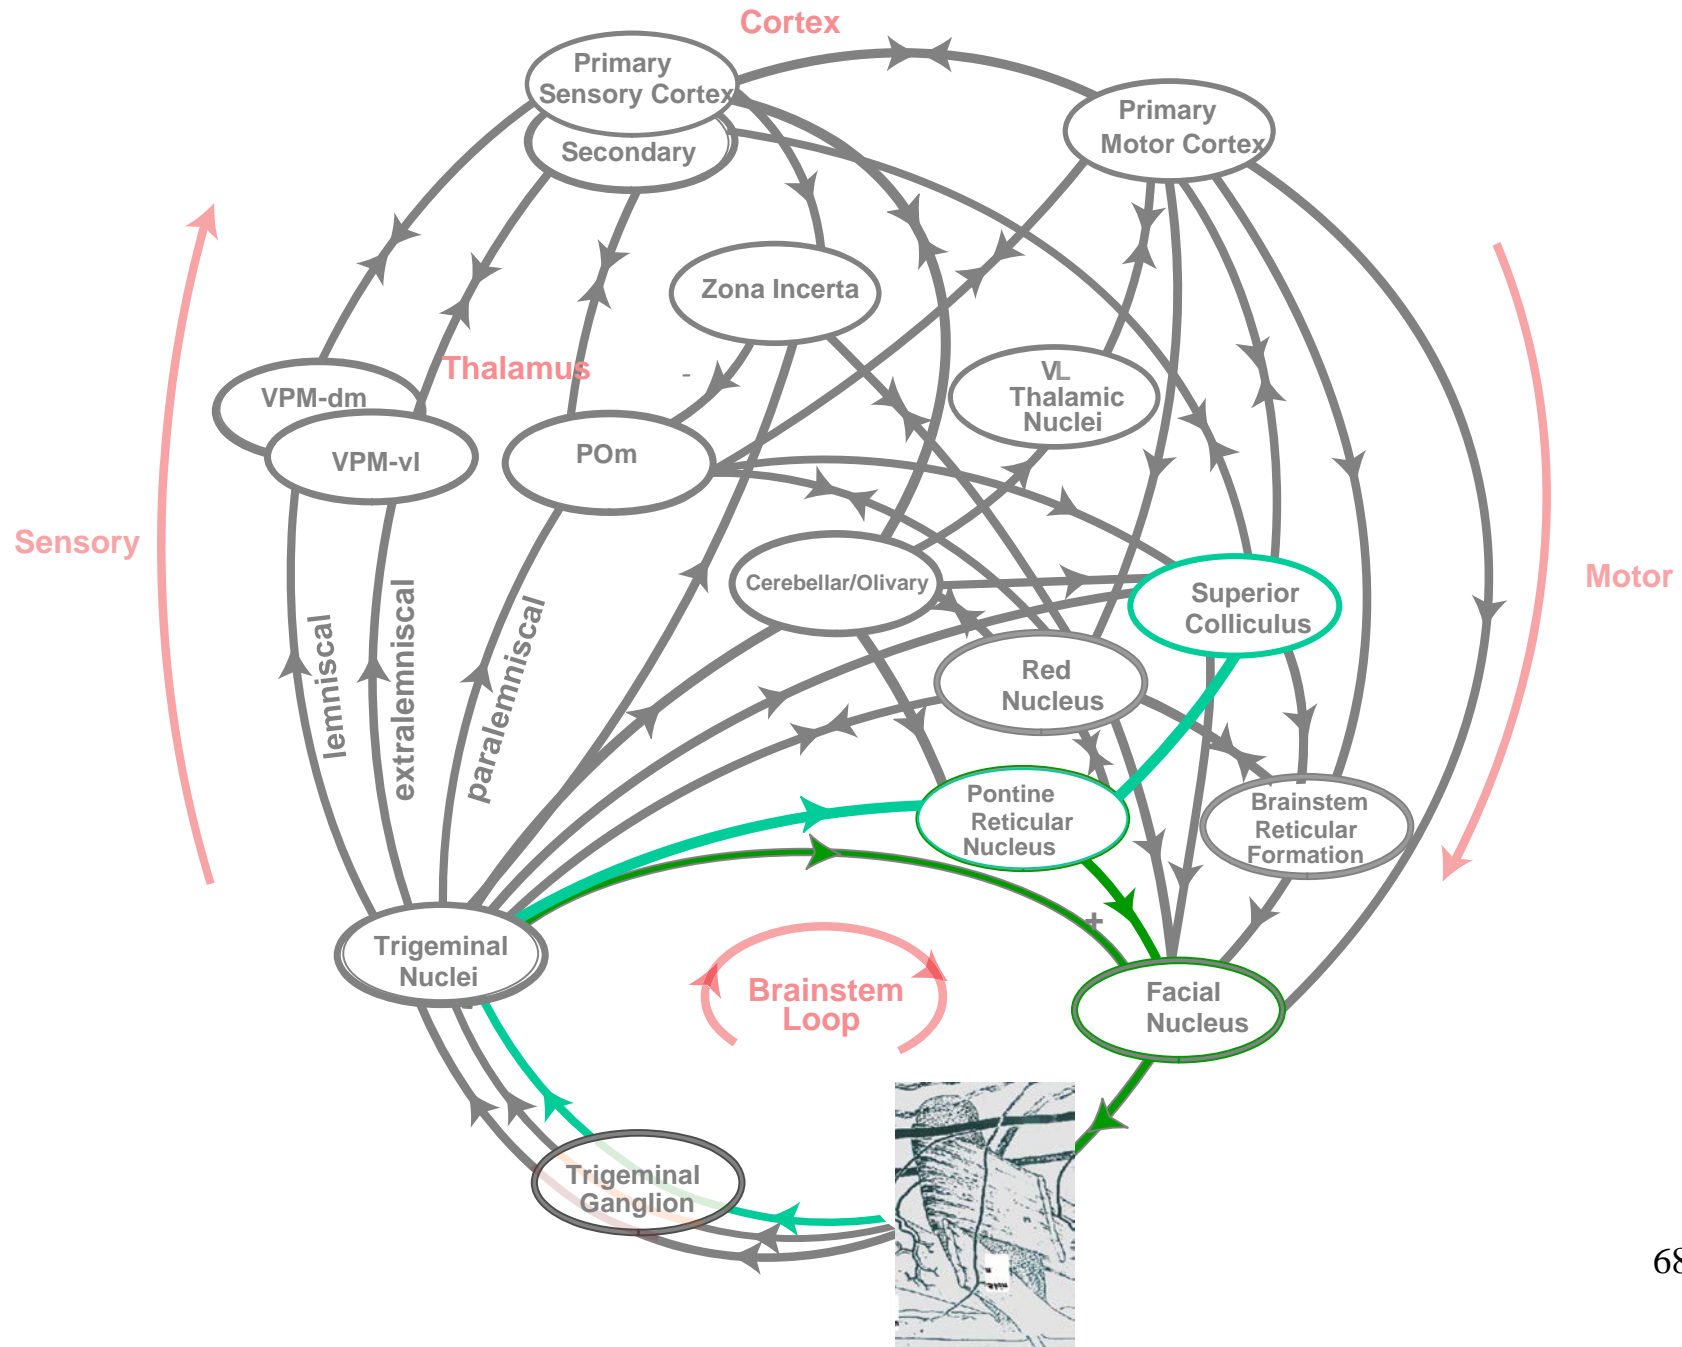 Cortex
Primary
Sensory Cortex
Secondary
Primary
Motor Cortex
Zona Incerta
Thalamus
-
VPM-dm
VPM-vl
POm
VL
Thalamic
Nuclei
Sensory
Motor
Cerebellar/Olivary
Superior
Colliculus
lemniscal
extralemniscal
paralemniscal
Red
Nucleus
Pontine
Reticular
Nucleus
Brainstem
Reticular
Formation
+
Trigeminal
Nuclei
Brainstem
Loop
Facial
Nucleus
Trigeminal
Ganglion
68